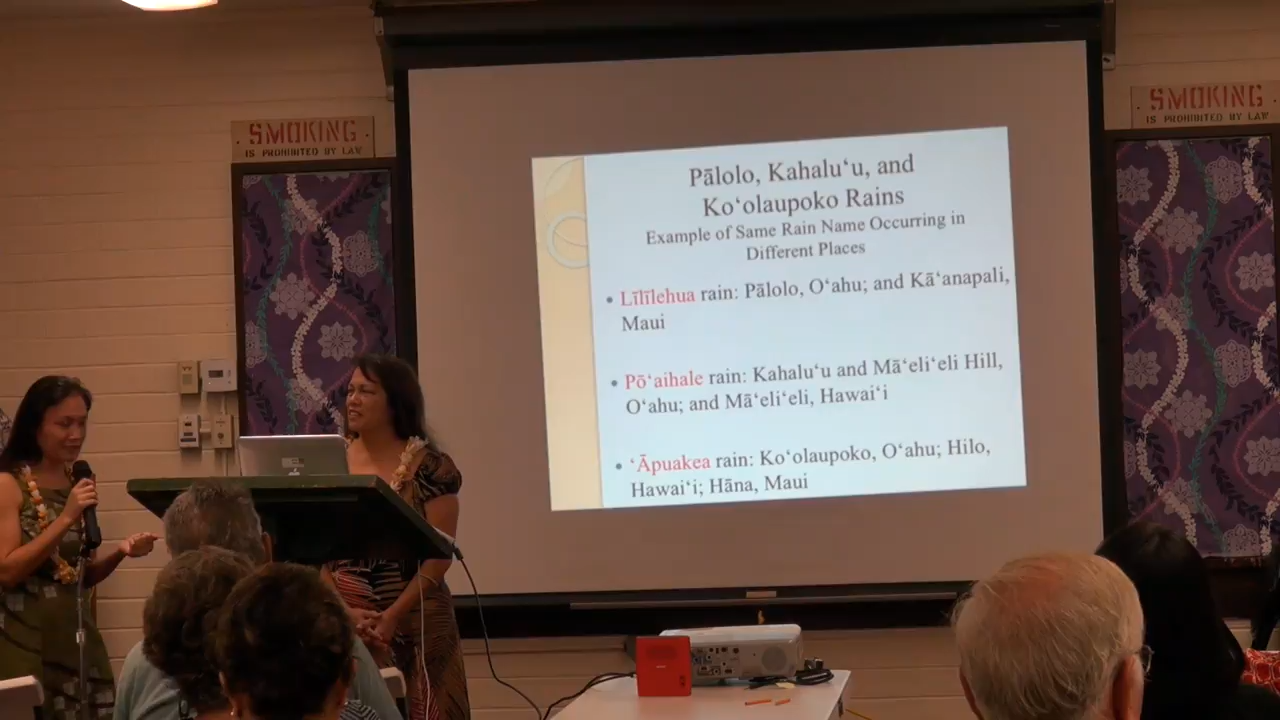 SMOKING
IS PROHIBITED BY LAW
SMOKING
IS PROHIBITED BY LAW
Pālolo, Kahaluʻu, and
Koʻolaupoko Rains
Example of Same Rain Name Occurring in
Different Places
• Līlīlehua rain: Pālolo, Oʻahu; and Kāʻanapali,
Maui
• Pōʻaihale rain: Kahaluʻu and Māʻeliʻeli Hill,
Oʻahu; and Māʻeliʻeli, Hawaiʻi
• ʻĀpuakea rain: Koʻolaupoko, Oʻahu; Hilo,
Hawaiʻi; Hāna, Maui